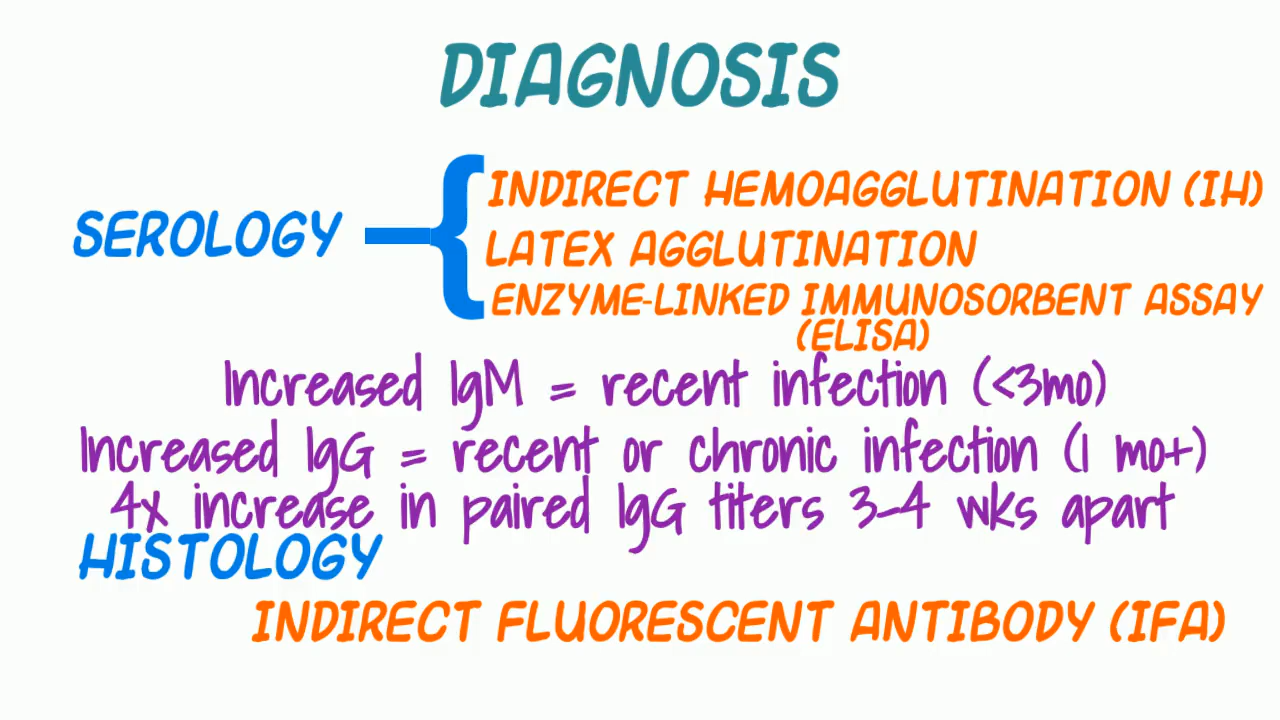 DIAGNOSIS
SEROLOGY
INDIRECT HEMOAGGLUTINATION (IH)
LATEX AGGLUTINATION
ENZYME-LINKED IMMUNOSORBENT ASSAY
(ELISA)
Increased IgM = recent infection (<3mo)
Increased IgG = recent or chronic infection (1 mo+)
4x increase in paired IgG titers 3-4 wks apart
HISTOLOGY
INDIRECT FLUORESCENT ANTIBODY (IFA)